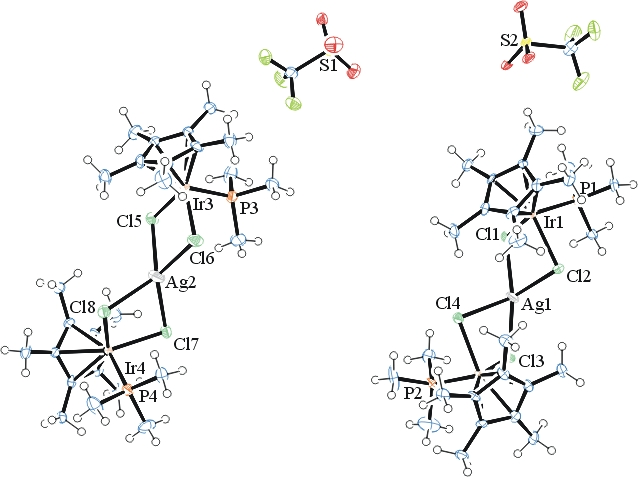 S1
S2
Ir3
P3
Cl5
Cl6
Ag2
Cl8
Cl7
Ir4
P4
P1
Ir1
Cl1
Cl2
Cl4
Ag1
Cl3
P2